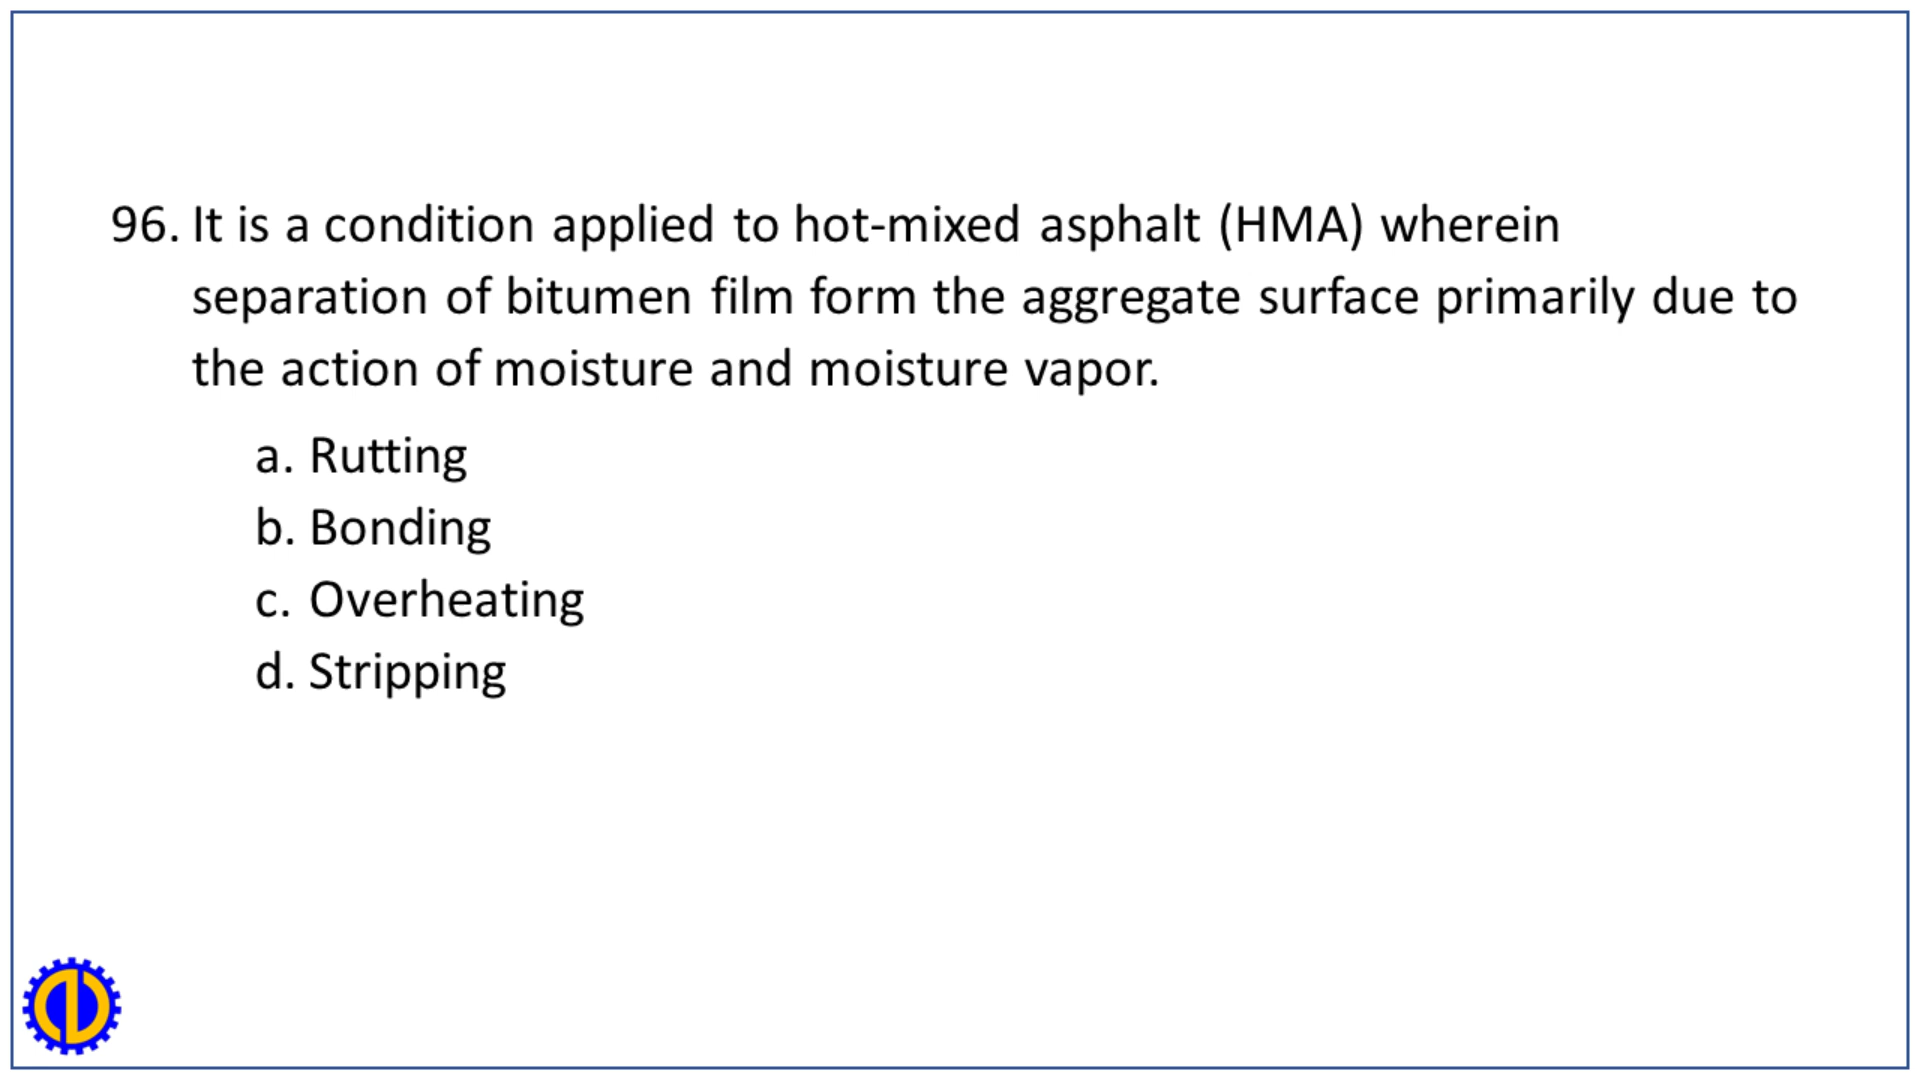 96. It is a condition applied to hot-mixed asphalt (HMA) wherein
separation of bitumen film form the aggregate surface primarily due to
the action of moisture and moisture vapor.
a. Rutting
b. Bonding
c. Overheating
d. Stripping